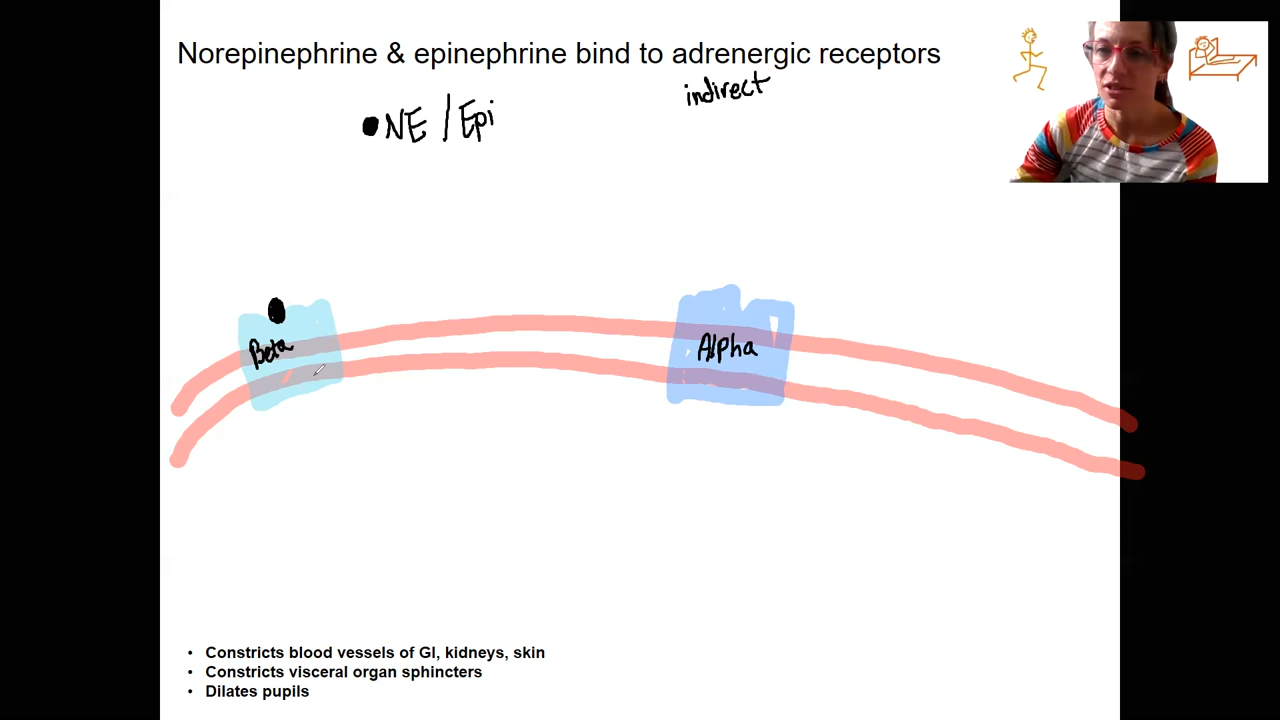 Norepinephrine & epinephrine bind to adrenergic receptors
indirect
NE / Epi
Beta
Alpha
• Constricts blood vessels of GI, kidneys, skin
• Constricts visceral organ sphincters
• Dilates pupils